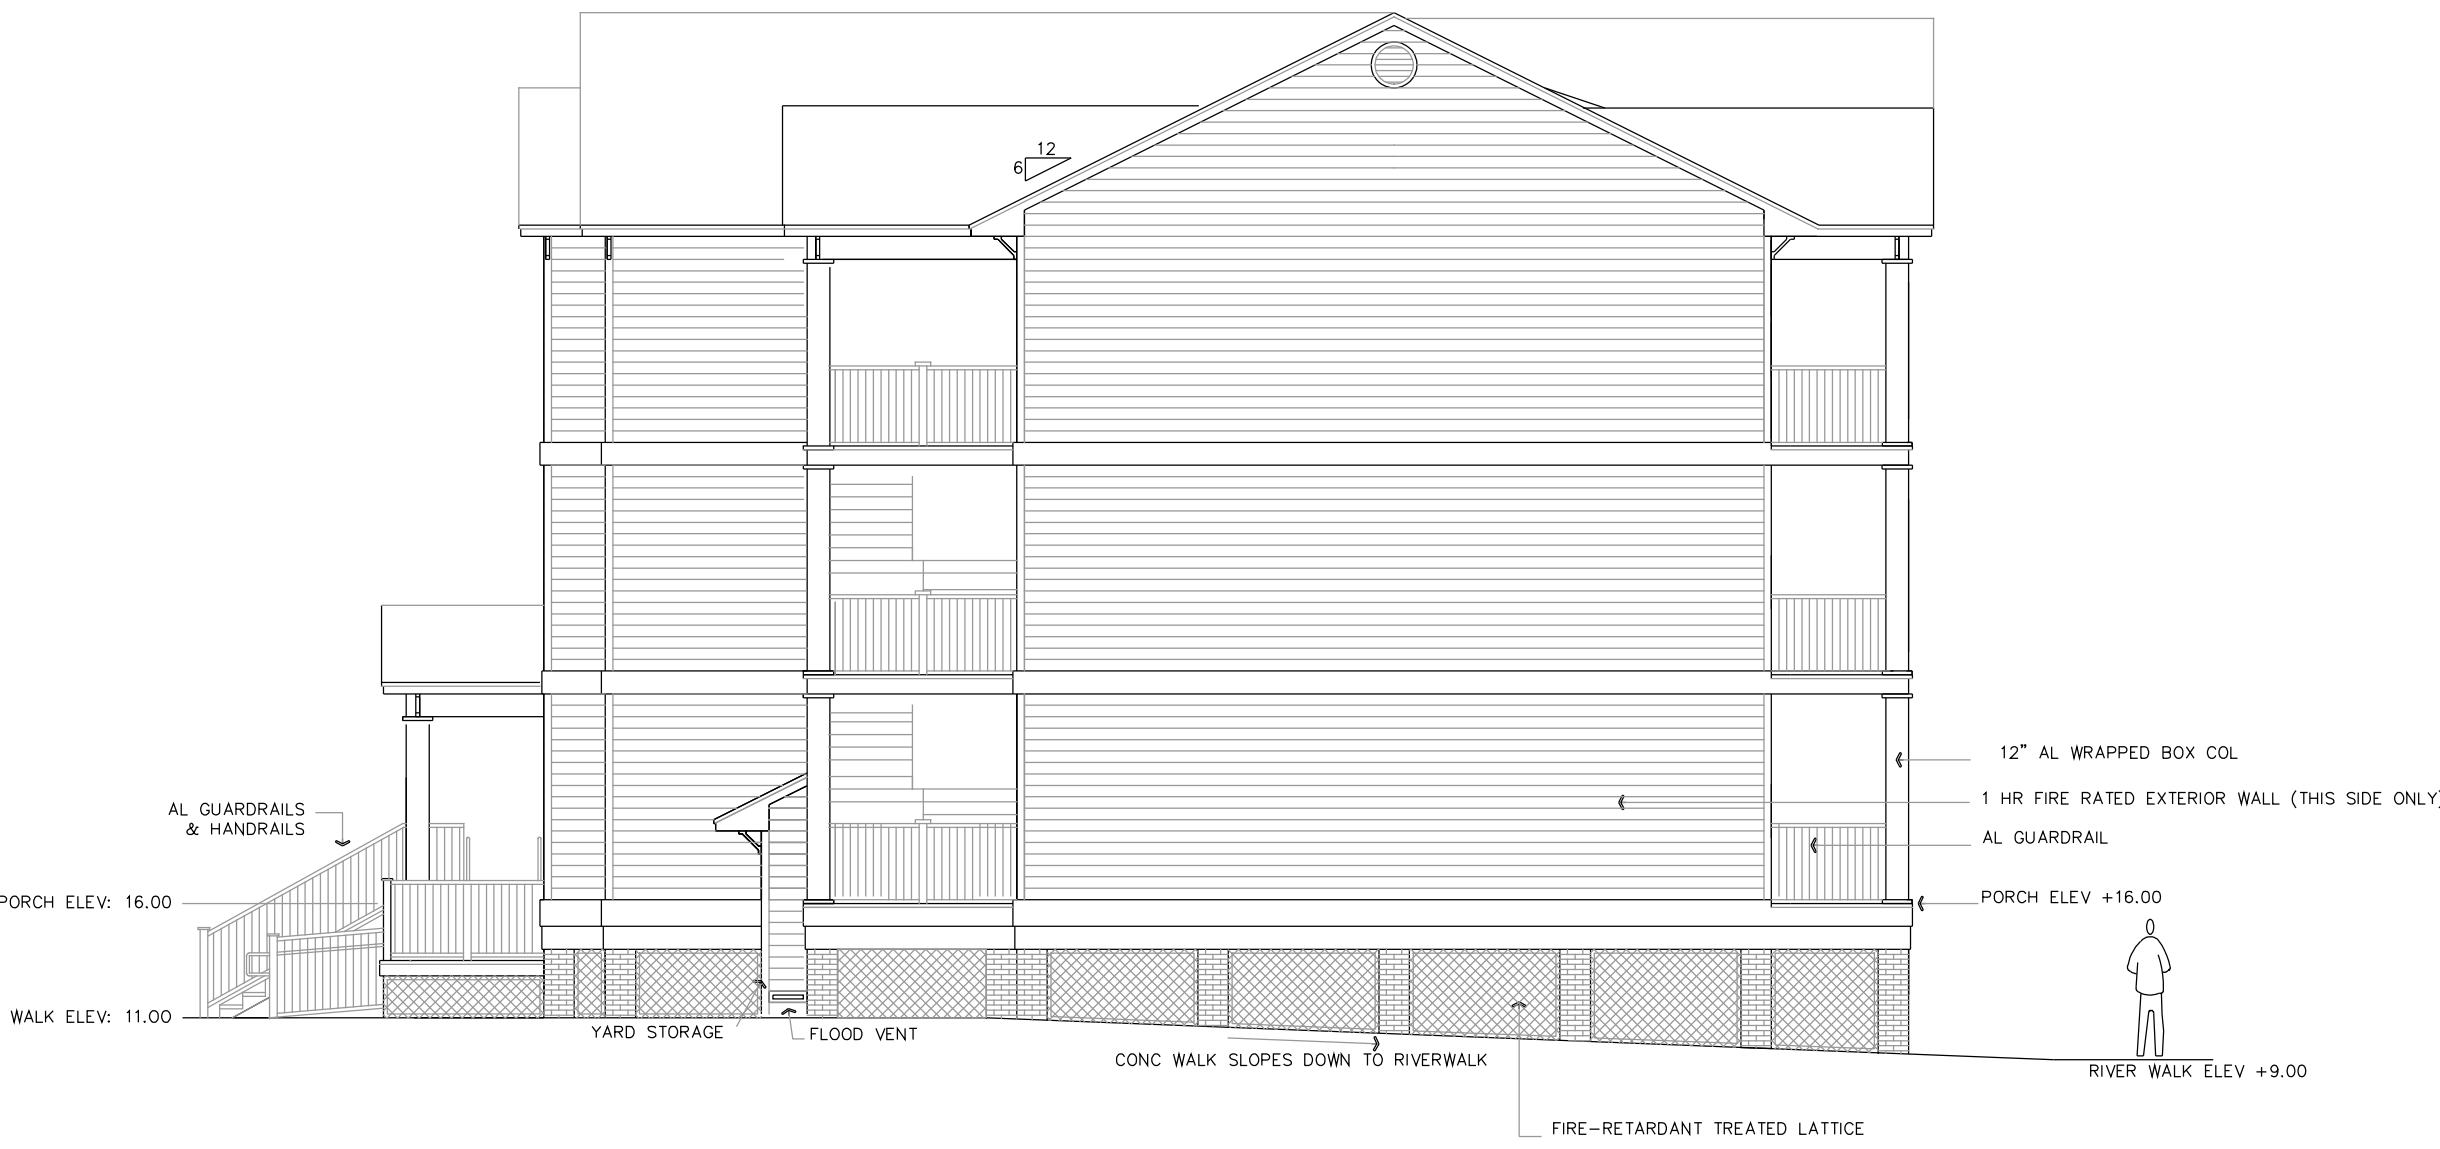 12
6
12” AL WRAPPED BOX COL
1 HR FIRE RATED EXTERIOR WALL (THIS SIDE ONLY)
AL GUARDRAILS
& HANDRAILS
AL GUARDRAIL
PORCH ELEV: 16.00
PORCH ELEV +16.00
WALK ELEV: 11.00
YARD STORAGE
FLOOD VENT
CONC WALK SLOPES DOWN TO RIVERWALK
RIVER WALK ELEV +9.00
FIRE-RETARDANT TREATED LATTICE